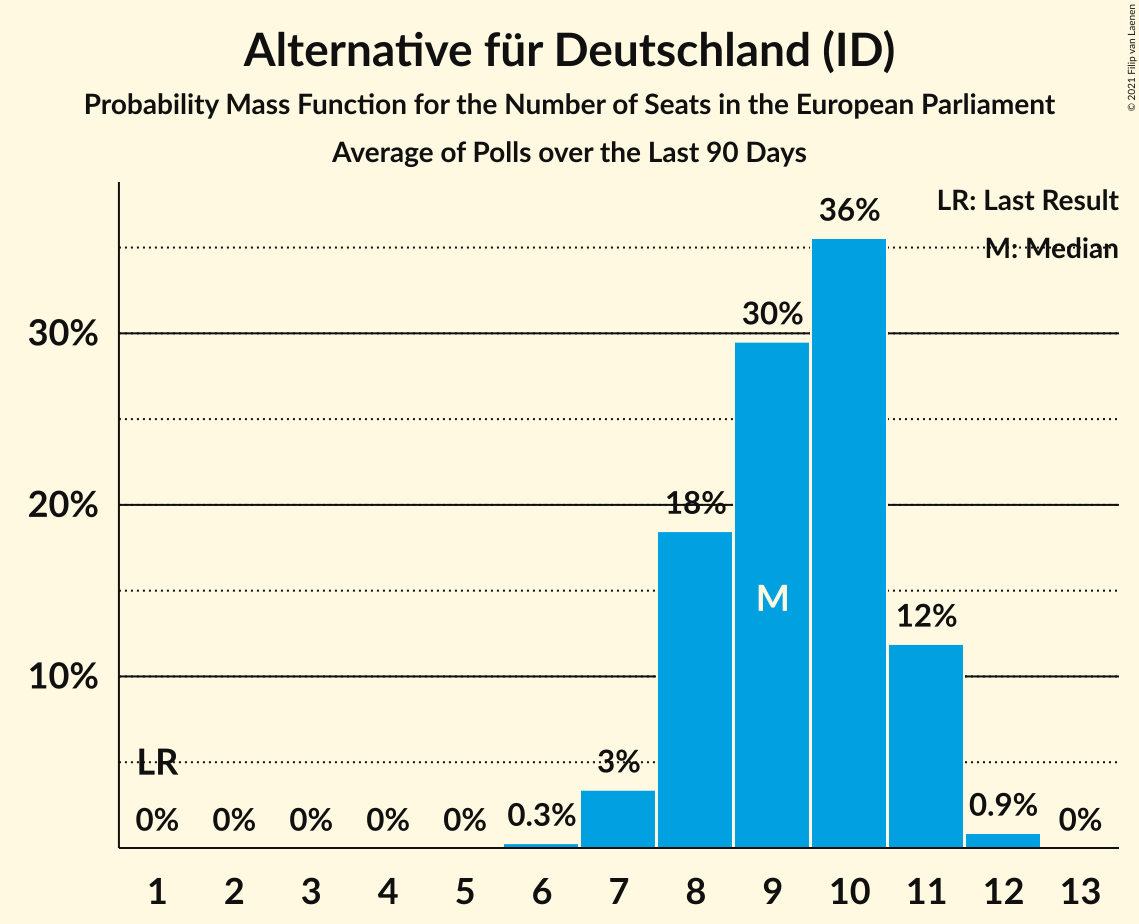 Alternative für Deutschland (ID)
Probability Mass Function for the Number of Seats in the European Parliament
Average of Polls over the Last 90 Days
© 2021 Filip van Laenen
LR: Last Result
M: Median
36%
30%
30%
20%
18%
M
12%
10%
LR
3%
0% 0% 0% 0% 0% 0.3% 0.9% 0%
1 2 3 4 5 6 7 8 9 10 11 12 13